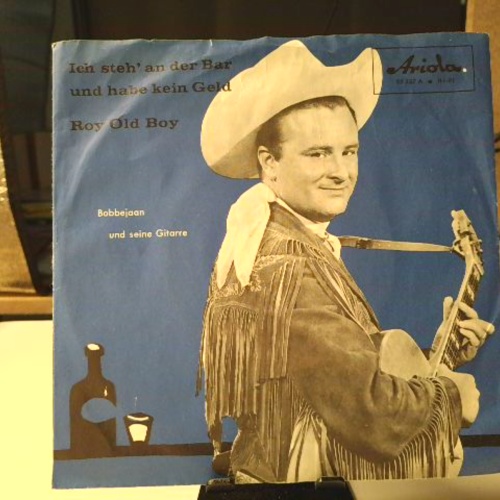 Ich steh' an der Bar
und habe kein Geld
Roy Old Boy
Ariola
Bobbejaan
und seine Gitarre